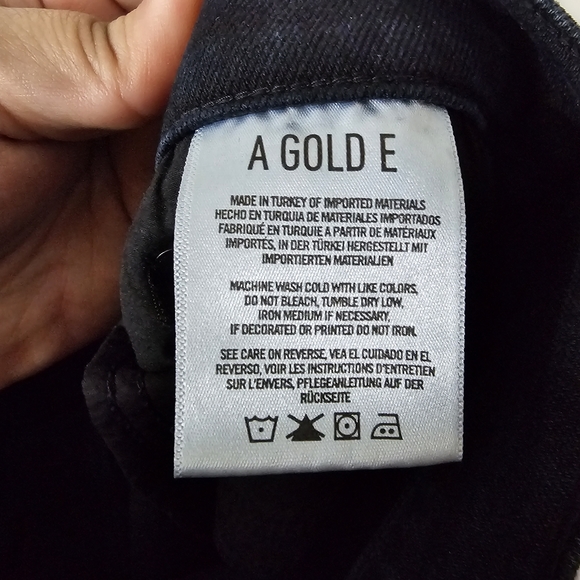 A GOLD E
MADE IN TURKEY OF IMPORTED MATERIALS
HECHO EN TURQUIA DE MATERIALES IMPORTADOS
FABRIQUÉ EN TURQUIE A PARTIR DE MATÉRIAUX
IMPORTÉS, IN DER TÜRKEI HERGESTELLT MIT
IMPORTIERTEN MATERIALIEN
MACHINE WASH COLD WITH LIKE COLORS,
DO NOT BLEACH, TUMBLE DRY LOW,
IRON MEDIUM IF NECESSARY,
IF DECORATED OR PRINTED DO NOT IRON.
SEE CARE ON REVERSE, VEA EL CUIDADO EN EL
REVERSO, VOIR LES INSTRUCTIONS D'ENTRETIEN
SUR L'ENVERS, PFLEGEANLEITUNG AUF DER
RÜCKSEITE